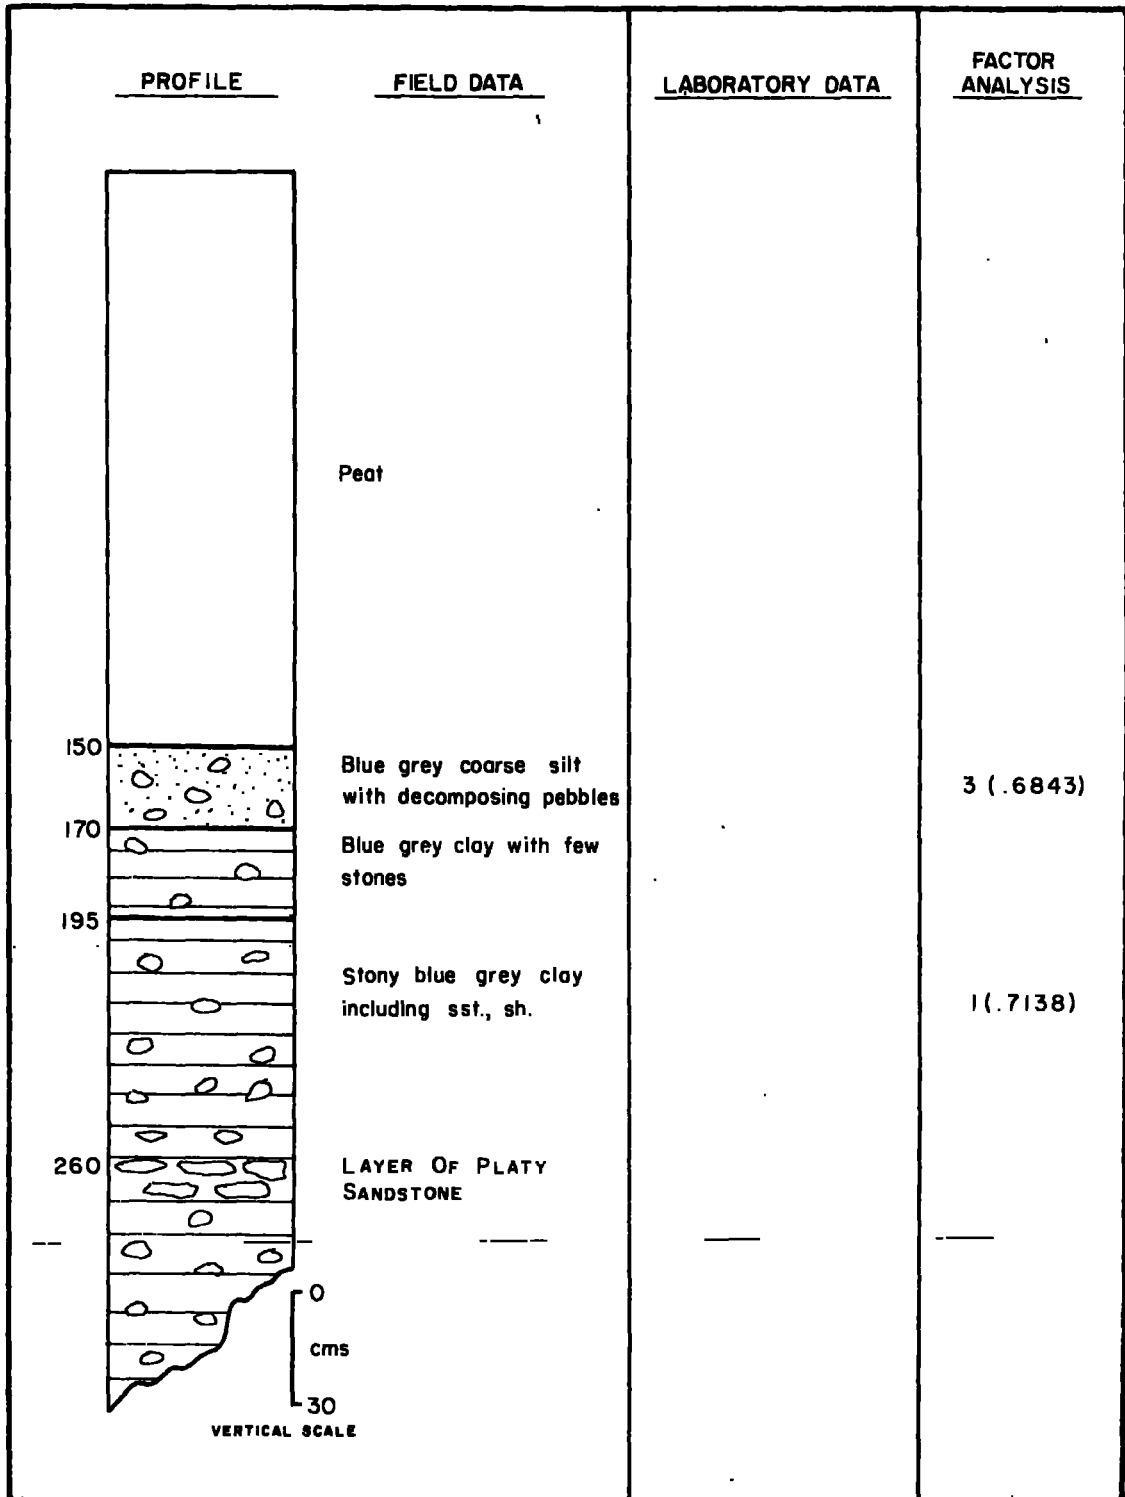 PROFILE
FIELD DATA
LABORATORY DATA
FACTOR
ANALYSIS
Peat
150
Blue grey coarse silt
with decomposing pebbles
3 (.6843)
170
Blue grey clay with few
stones
195
Stony blue grey clay
including sst., sh.
1 (.7138)
260
LAYER OF PLATY
SANDSTONE
0
cms
30
VERTICAL SCALE